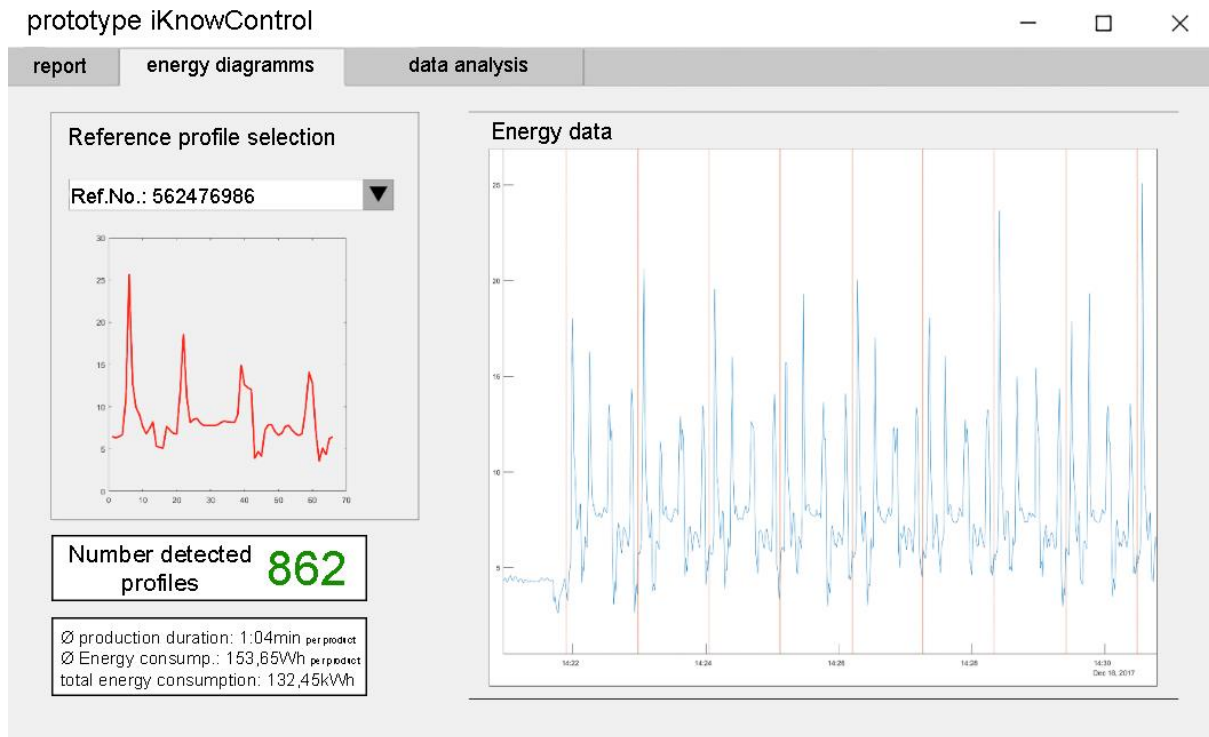 prototype iKnowControl
report energy diagramms data analysis
Reference profile selection
Ref.No.: 562476986
30
25
20
15
10
5
0
0 10 20 30 40 50 60 70
Number detected
profiles
862
Ø production duration: 1:04min per product
Ø Energy consump.: 153,65Wh per product
total energy consumption: 132,45kWh
Energy data
25
20
15
10
5
14:22 14:24 14:26 14:28 14:30
Dec 18, 2017